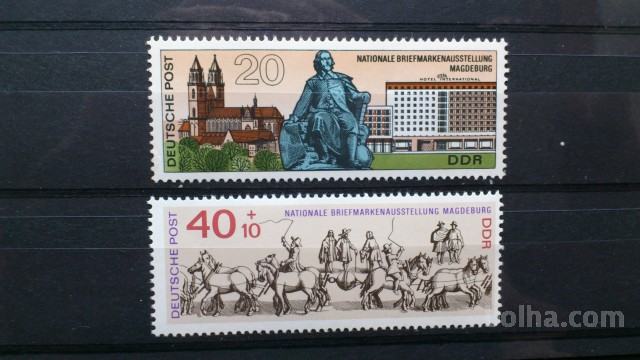 20
NATIONALE BRIEFMARKENAUSSTELLUNG
MAGDEBURG
HOTEL INTERNATIONAL
DEUTSCHE POST
DDR
40+10
NATIONALE BRIEFMARKENAUSSTELLUNG MAGDEBURG
DEUTSCHE POST
DDR
olha.com